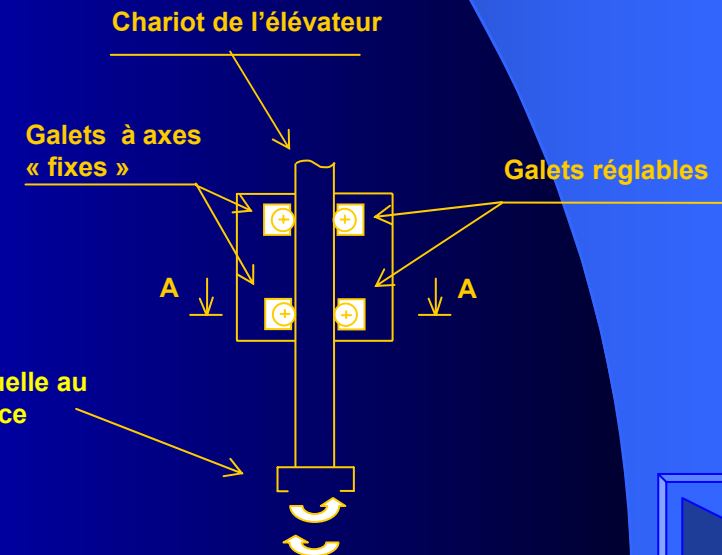 Chariot de l’élévateur
Galets à axes
« fixes »
Galets réglables
A
A
uelle au
ce